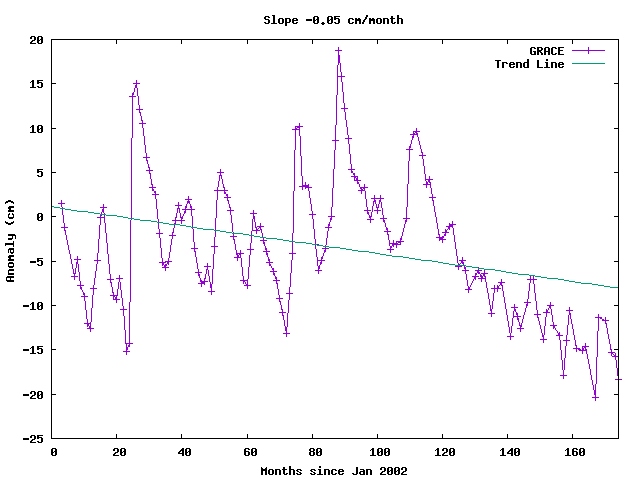 Slope -0.05 cm/month
GRACE
Trend Line
20
15
10
5
0
-5
-10
-15
-20
-25
Anomaly (cm)
0 20 40 60 80 100 120 140 160
Months since Jan 2002